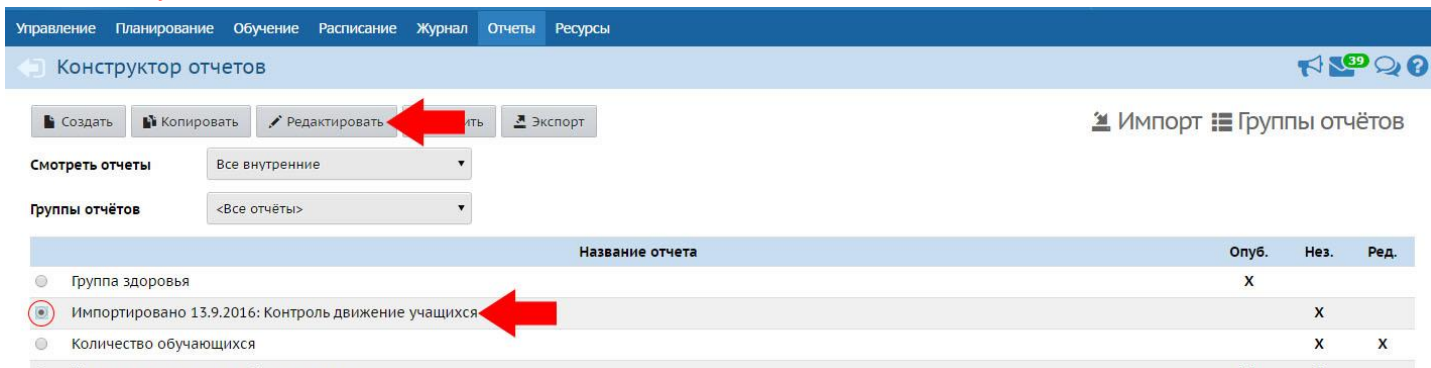 Управление Планирование Обучение Расписание Журнал Отчеты Ресурсы
Конструктор отчетов 39
Создать Копировать Редактировать Экспорт Импорт Группы отчётов
Смотреть отчеты Все внутренние
Группы отчётов <Все отчёты>
Название отчета Опуб. Нез. Ред.
Группа здоровья X
Импортировано 13.9.2016: Контроль движение учащихся X
Количество обучающихся X X